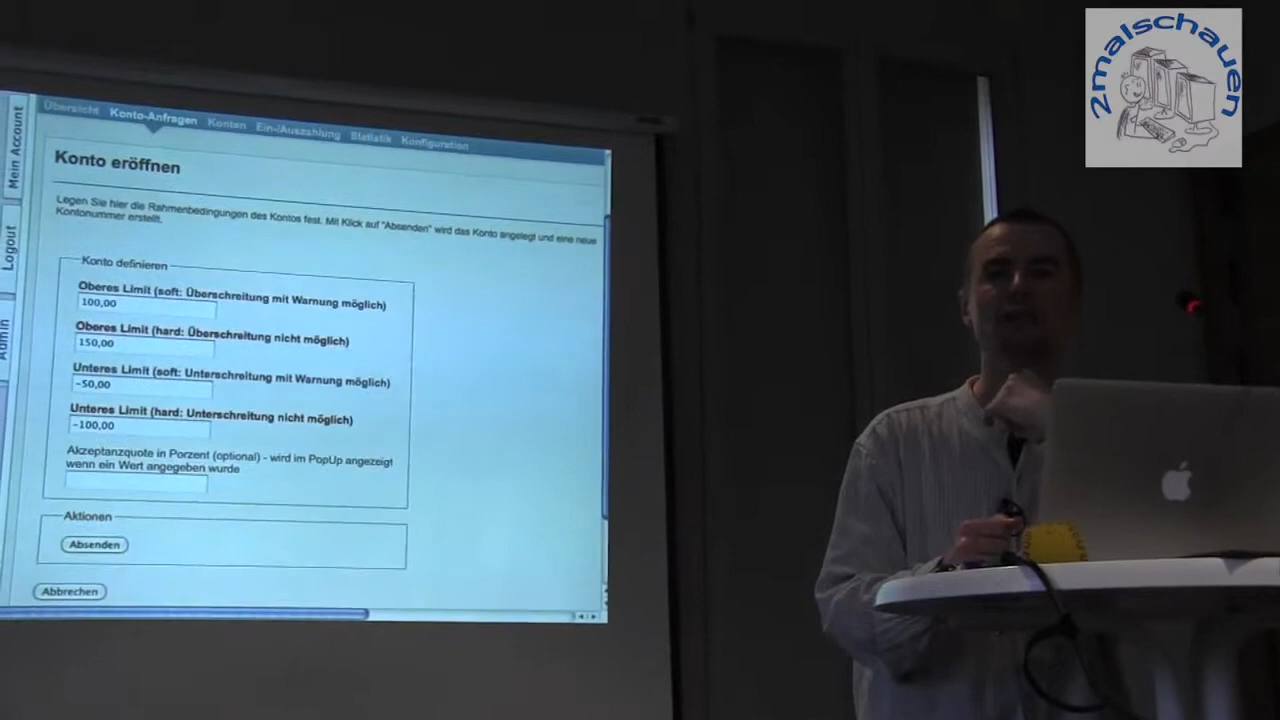 2malschauen
Übersicht Konto-Anfragen Konten Ein-/Auszahlung Statistik Konfiguration
Mein Account
Logout
Admin
Konto eröffnen
Legen Sie hier die Rahmenbedingungen des Kontos fest. Mit Klick auf "Absenden" wird das Konto angelegt und eine neue
Kontonummer erstellt.
Konto definieren
Oberes Limit (soft: Überschreitung mit Warnung möglich)
100,00
Oberes Limit (hard: Überschreitung nicht möglich)
150,00
Unteres Limit (soft: Unterschreitung mit Warnung möglich)
-50,00
Unteres Limit (hard: Unterschreitung nicht möglich)
-100,00
Akzeptanzquote in Porzent (optional) - wird im PopUp angezeigt
wenn ein Wert angegeben wurde
Aktionen
Absenden
Abbrechen